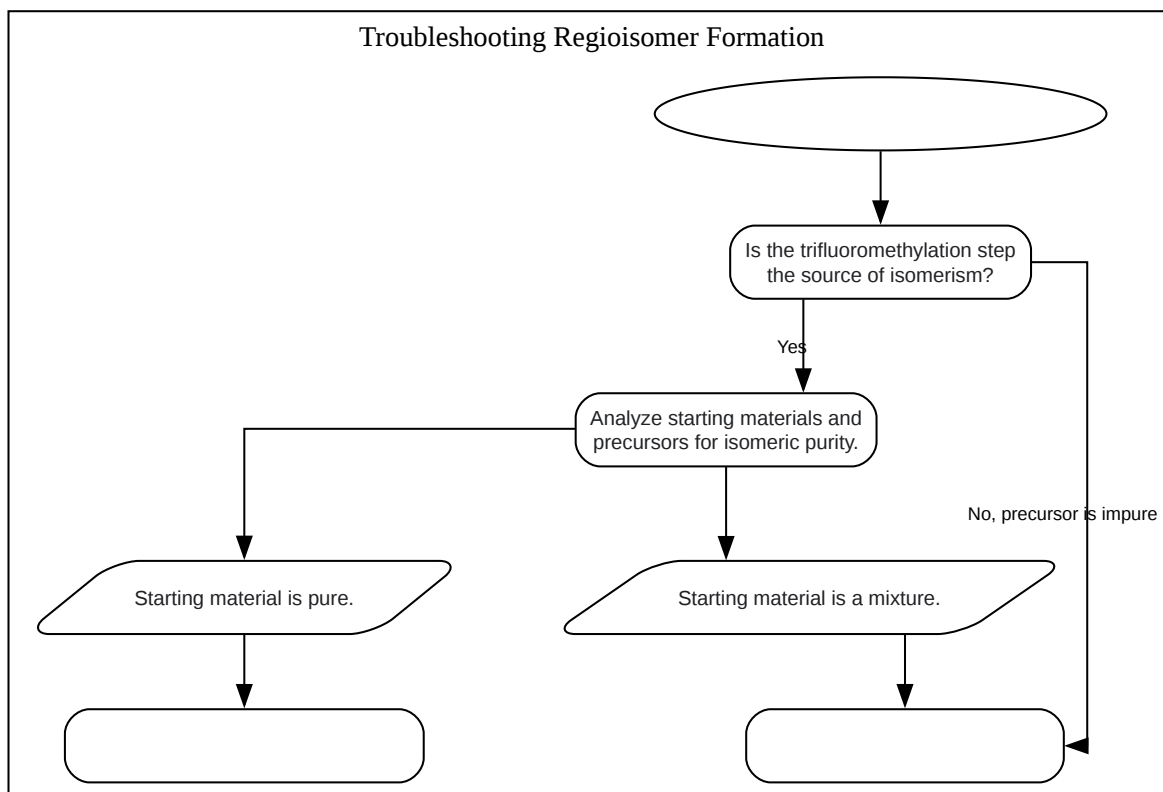 Troubleshooting Regioisomer Formation
Is the trifluoromethylation step
the source of isomerism?
Yes
Analyze starting materials and
precursors for isomeric purity.
No, precursor is impure
Starting material is pure.
Starting material is a mixture.